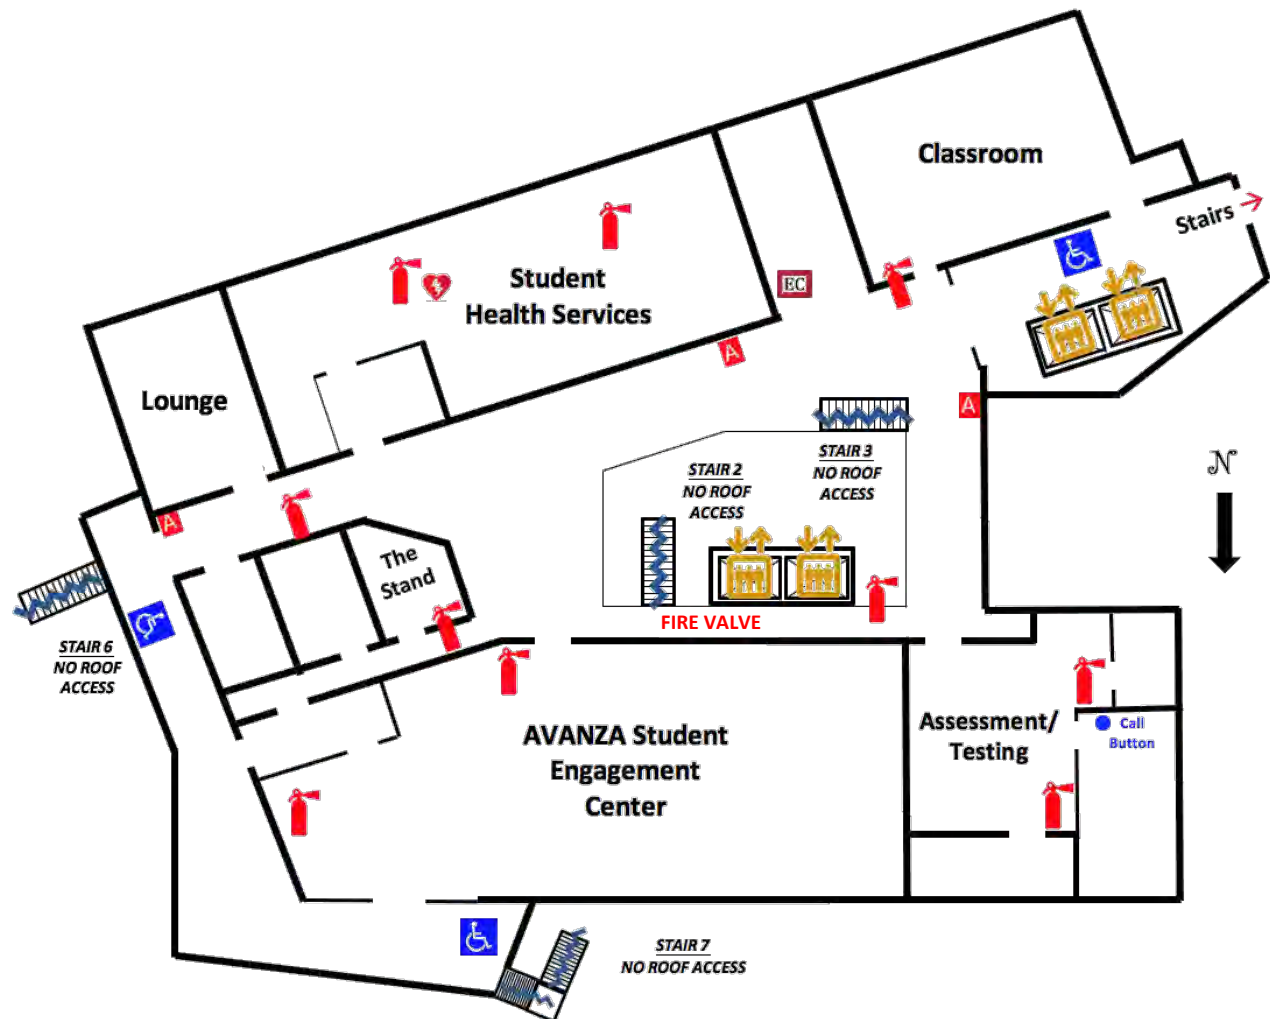 Classroom
Stairs
EC
Student
Health Services
A
Lounge
A
STAIR 3
NO ROOF
ACCESS
STAIR 2
NO ROOF
ACCESS
N
A
The
Stand
FIRE VALVE
STAIR 6
NO ROOF
ACCESS
AVANZA Student
Engagement
Center
Assessment/
Testing
Call
Button
STAIR 7
NO ROOF ACCESS